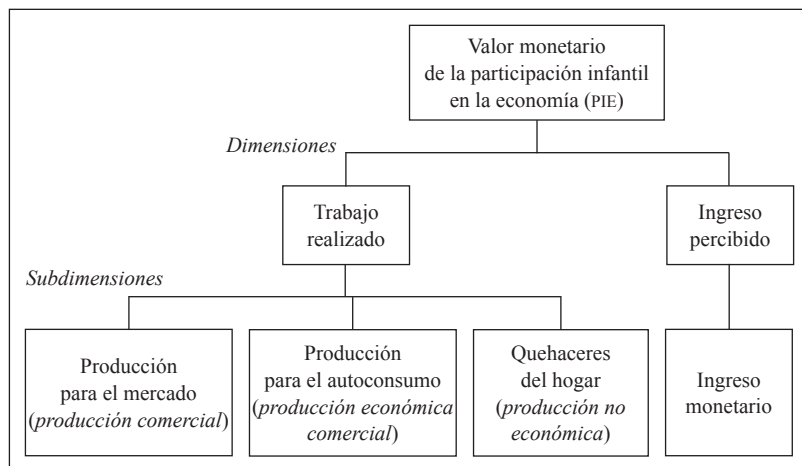 Valor monetario
de la participación infantil
en la economía (PIE)
Dimensiones
Trabajo
realizado
Ingreso
percibido
Subdimensiones
Producción
para el mercado
(producción comercial)
Producción
para el autoconsumo
(producción económica
comercial)
Quehaceres
del hogar
(producción no
económica)
Ingreso
monetario